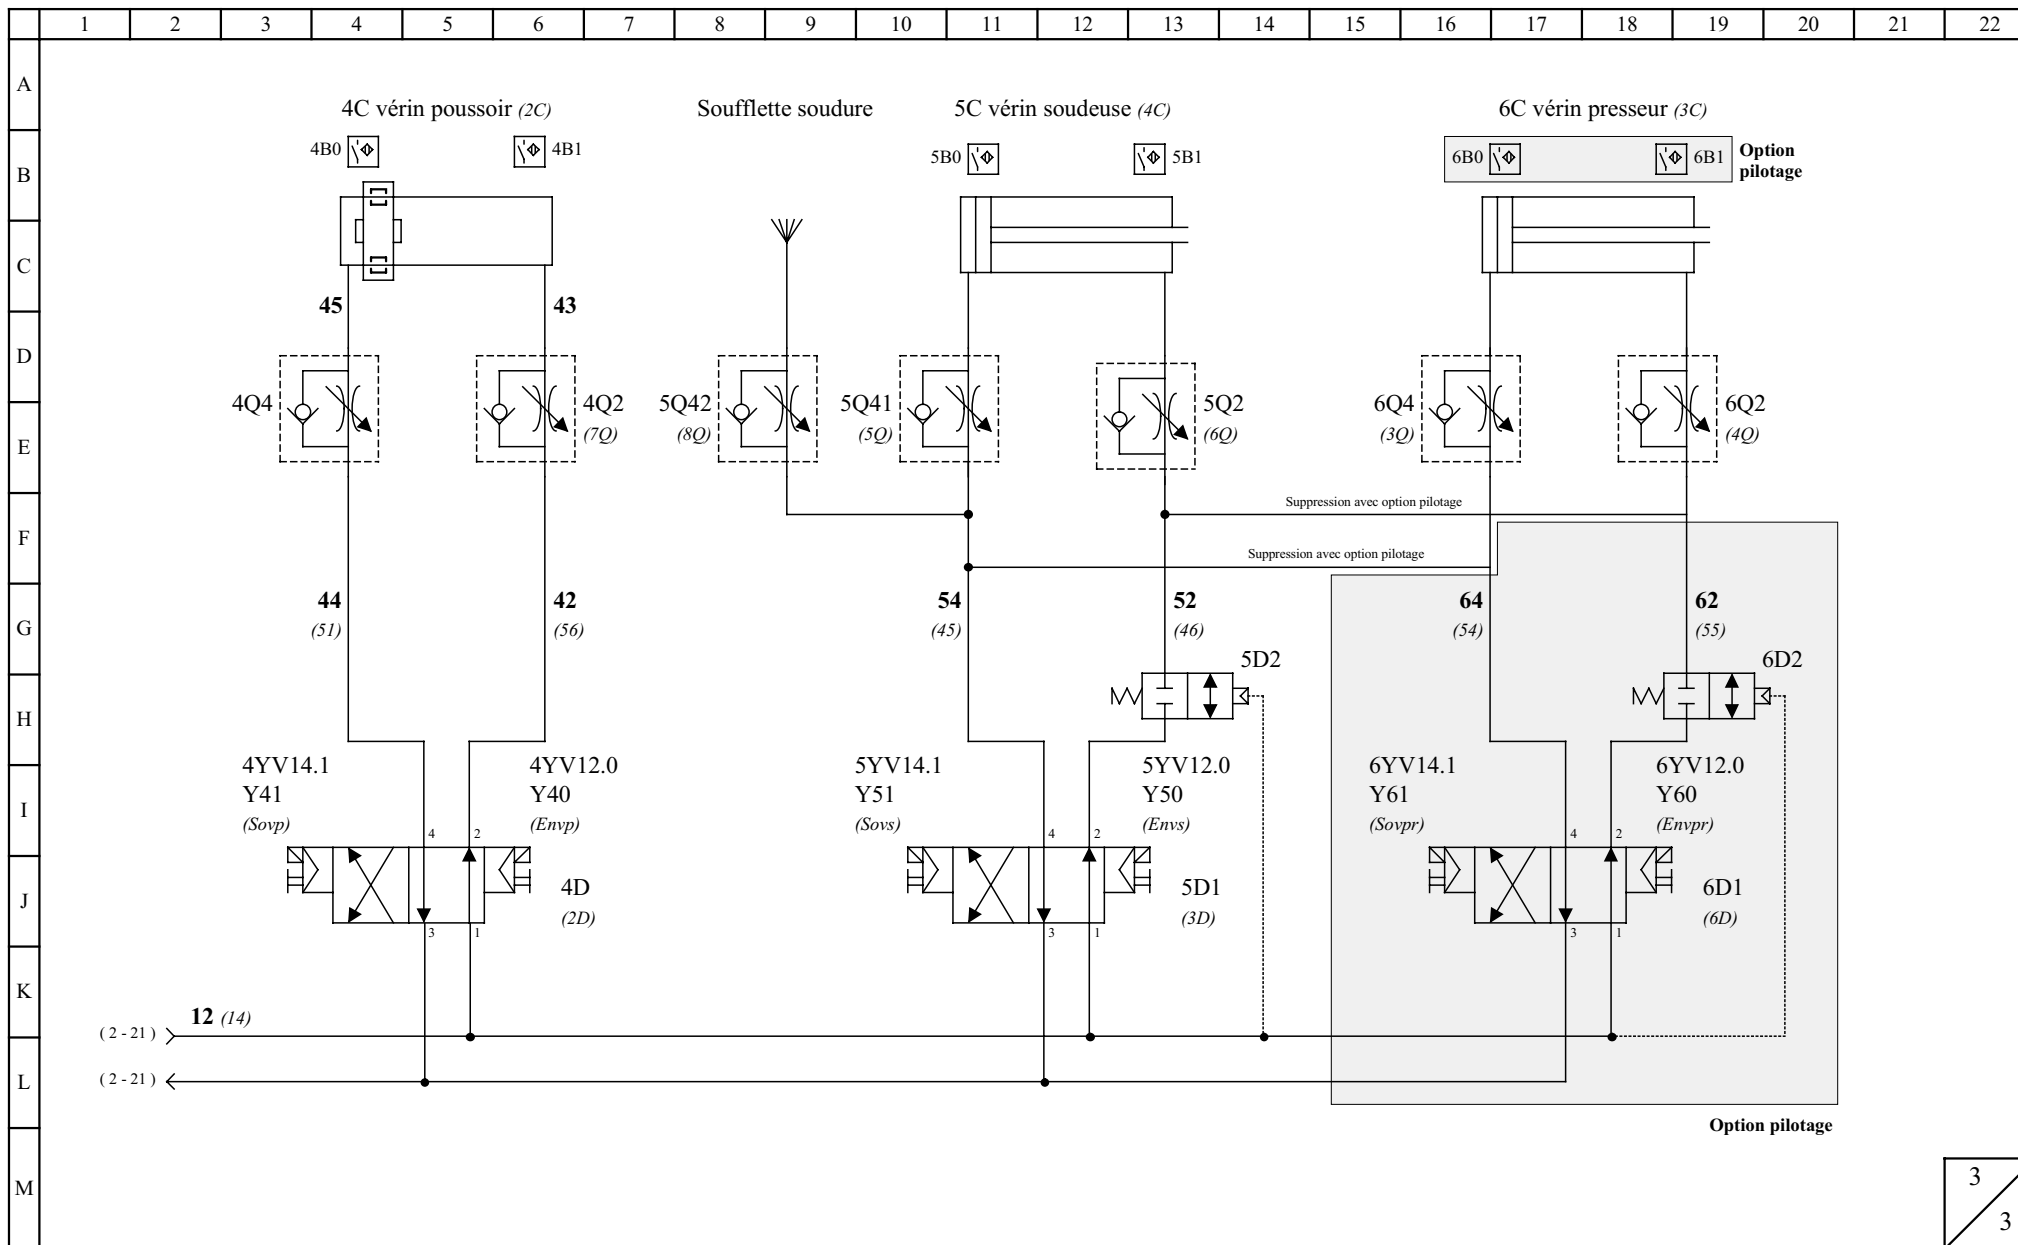 1 2 3 4 5 6 7 8 9 10 11 12 13 14 15 16 17 18 19 20 21 22
A
4C vérin poussoir (2C) Soufflette soudure 5C vérin soudeuse (4C) 6C vérin presseur (3C)
B
4B0 4B1 5B0 5B1 6B0 6B1 Option
pilotage
C
45 43
D
4Q4 4Q2 5Q42 5Q41 5Q2 6Q4 6Q2
(7Q) (8Q) (5Q) (6Q) (3Q) (4Q)
E
Suppression avec option pilotage
F
Suppression avec option pilotage
44 42 54 52 64 62
G
(51) (56) (45) (46) (54) (55)
5D2 6D2
H
4YV14.1 4YV12.0 5YV14.1 5YV12.0 6YV14.1 6YV12.0
Y41 Y40 Y51 Y50 Y61 Y60
I
(Sovp) (Envp) (Sovs) (Envs) (Sovpr) (Envpr)
4 2 4 2 4 2
4D 5D1 6D1
J
(2D) (3D) (6D)
3 1 3 1 3 1
K
12 (14)
( 2 - 21 )
L
( 2 - 21 )
Option pilotage
M
3
3